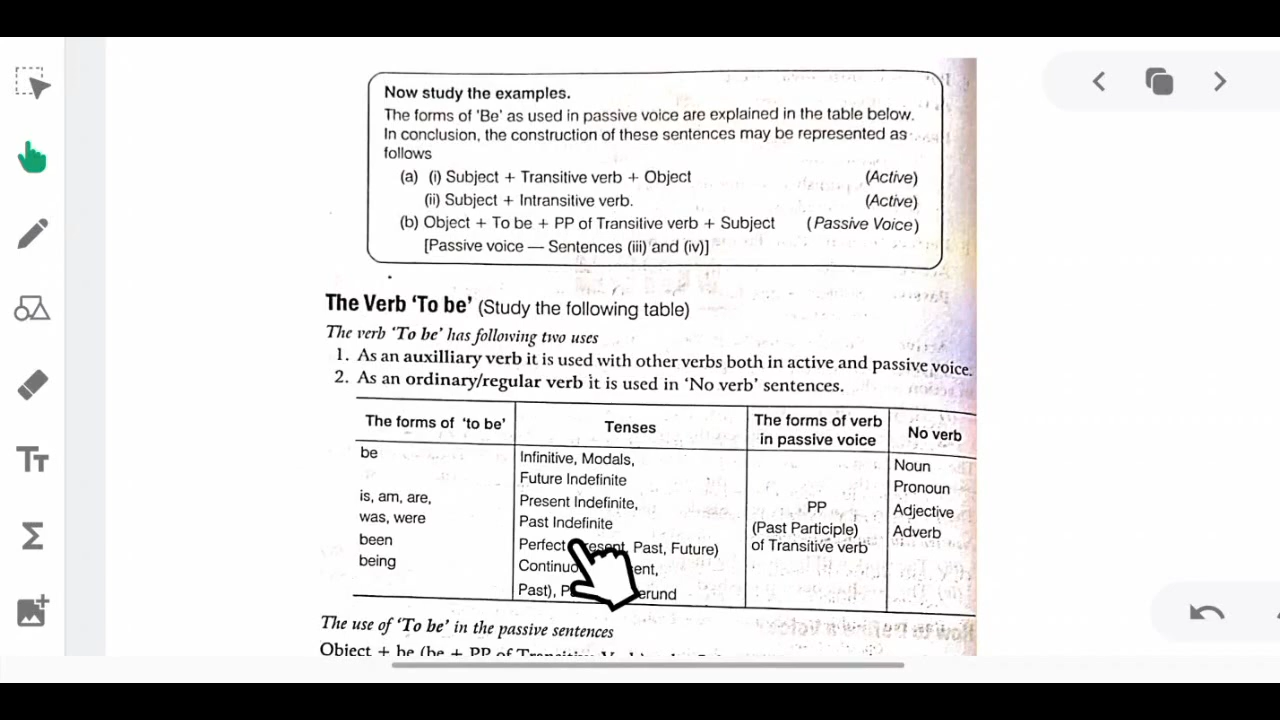 Now study the examples.
The forms of 'Be' as used in passive voice are explained in the table below.
In conclusion, the construction of these sentences may be represented as
follows
(a) (i) Subject + Transitive verb + Object (Active)
(ii) Subject + Intransitive verb. (Active)
(b) Object + To be + PP of Transitive verb + Subject (Passive Voice)
[Passive voice — Sentences (iii) and (iv)]
The Verb 'To be' (Study the following table)
The verb 'To be' has following two uses
1. As an auxilliary verb it is used with other verbs both in active and passive voice.
2. As an ordinary/regular verb it is used in 'No verb' sentences.
The forms of 'to be' Tenses The forms of verb in passive voice No verb
be
is, am, are,
was, were
been
being
Infinitive, Modals,
Future Indefinite
Present Indefinite,
Past Indefinite
Perfect Past, Future)
Past),
PP
(Past Participle)
of Transitive verb
Noun
Pronoun
Adjective
Adverb
The use of 'To be' in the passive sentences
Object + be (be + PP of
TT
Σ